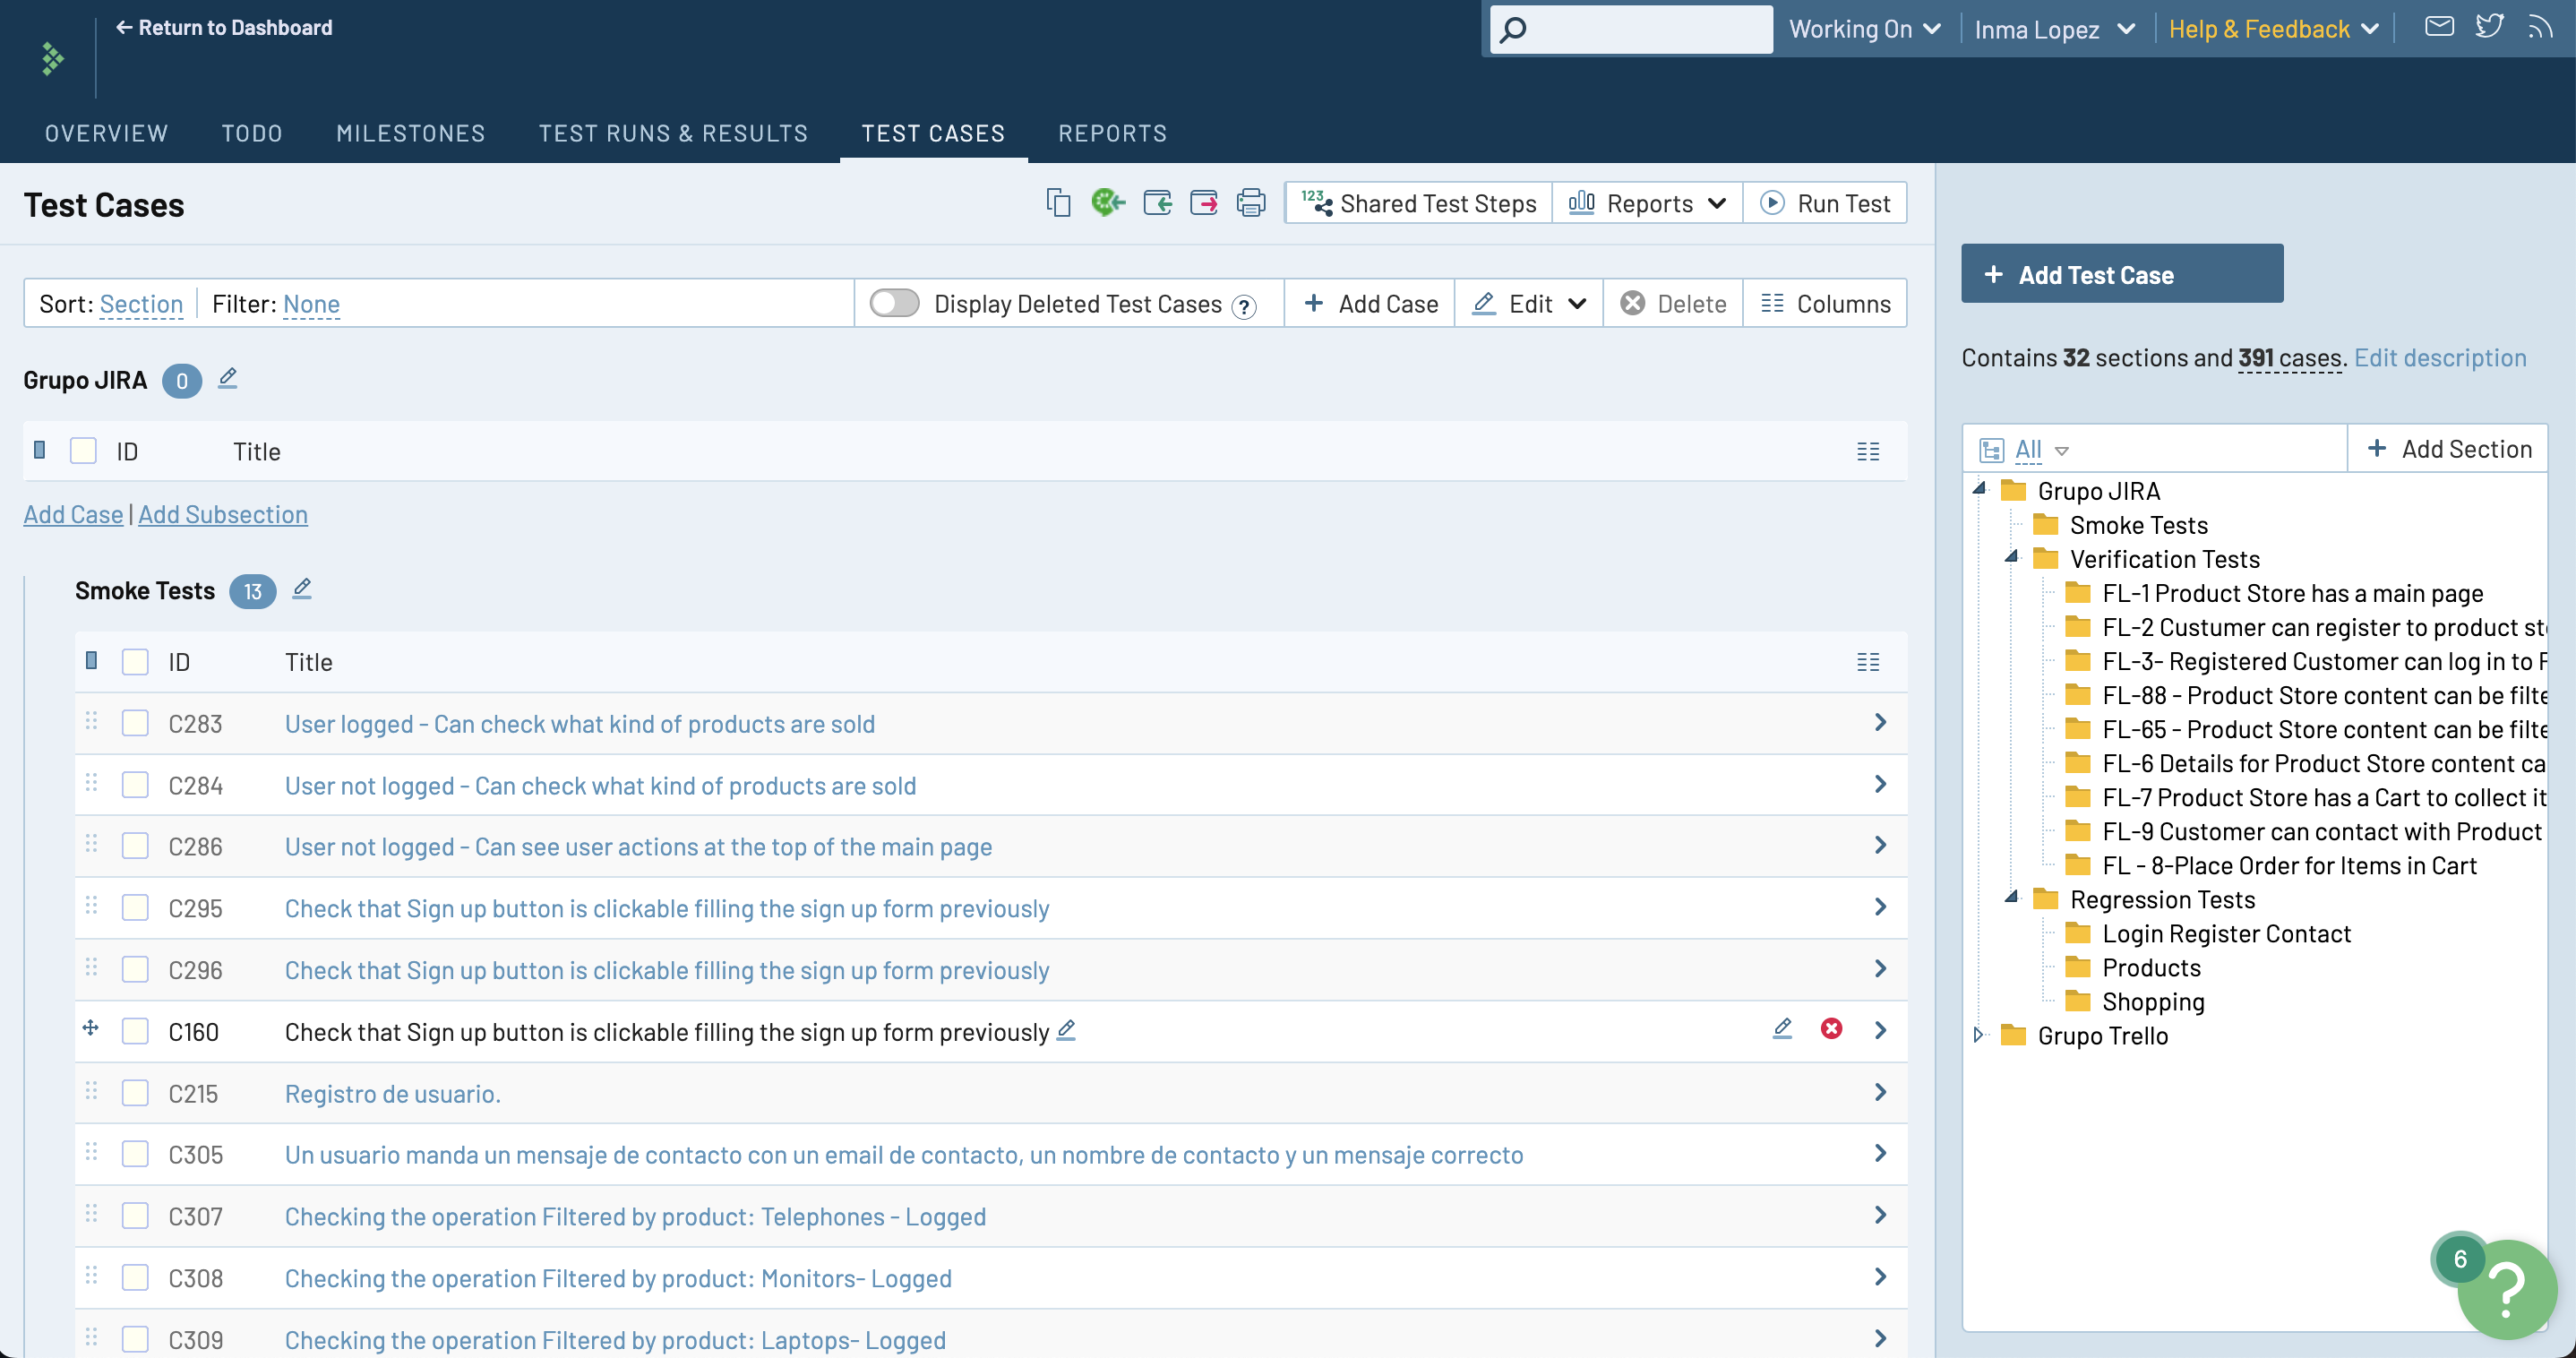 ← Return to Dashboard
Working On
Inma Lopez
Help & Feedback
OVERVIEW
TODO
MILESTONES
TEST RUNS & RESULTS
TEST CASES
REPORTS
Test Cases
123 Shared Test Steps
Reports
Run Test
Sort: Section
Filter: None
Display Deleted Test Cases ?
+ Add Case
Edit
Delete
Columns
Grupo JIRA 0
ID Title
Add Case | Add Subsection
Smoke Tests 13
ID Title
C283 User logged - Can check what kind of products are sold
C284 User not logged - Can check what kind of products are sold
C286 User not logged - Can see user actions at the top of the main page
C295 Check that Sign up button is clickable filling the sign up form previously
C296 Check that Sign up button is clickable filling the sign up form previously
C160 Check that Sign up button is clickable filling the sign up form previously
C215 Registro de usuario.
C305 Un usuario manda un mensaje de contacto con un email de contacto, un nombre de contacto y un mensaje correcto
C307 Checking the operation Filtered by product: Telephones - Logged
C308 Checking the operation Filtered by product: Monitors- Logged
C309 Checking the operation Filtered by product: Laptops- Logged
+ Add Test Case
Contains 32 sections and 391 cases. Edit description
All
+ Add Section
Grupo JIRA
Smoke Tests
Verification Tests
FL-1 Product Store has a main page
FL-2 Custumer can register to product st
FL-3- Registered Customer can log in to
FL-88 - Product Store content can be filte
FL-65 - Product Store content can be filte
FL-6 Details for Product Store content ca
FL-7 Product Store has a Cart to collect it
FL-9 Customer can contact with Product
FL - 8-Place Order for Items in Cart
Regression Tests
Login Register Contact
Products
Shopping
Grupo Trello
6
?